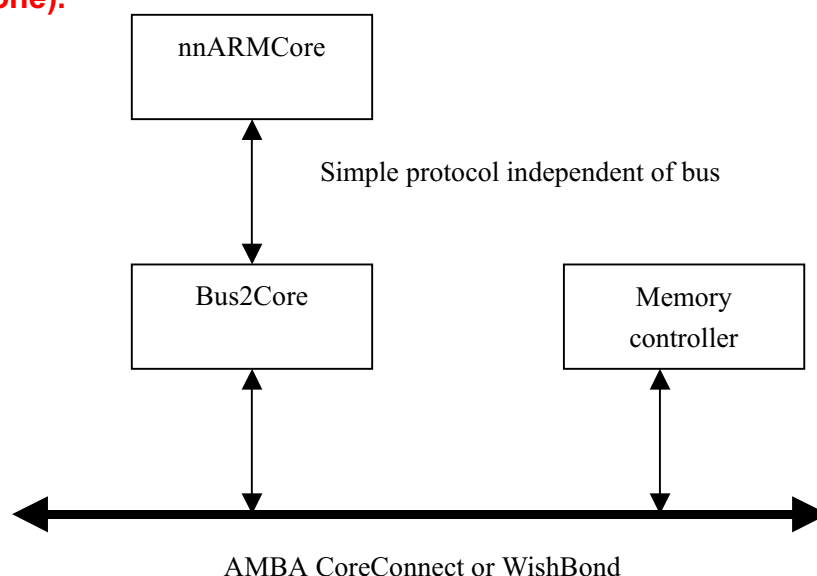 one).
nnARMCore
Simple protocol independent of bus
Bus2Core
Memory
controller
AMBA CoreConnect or WishBond